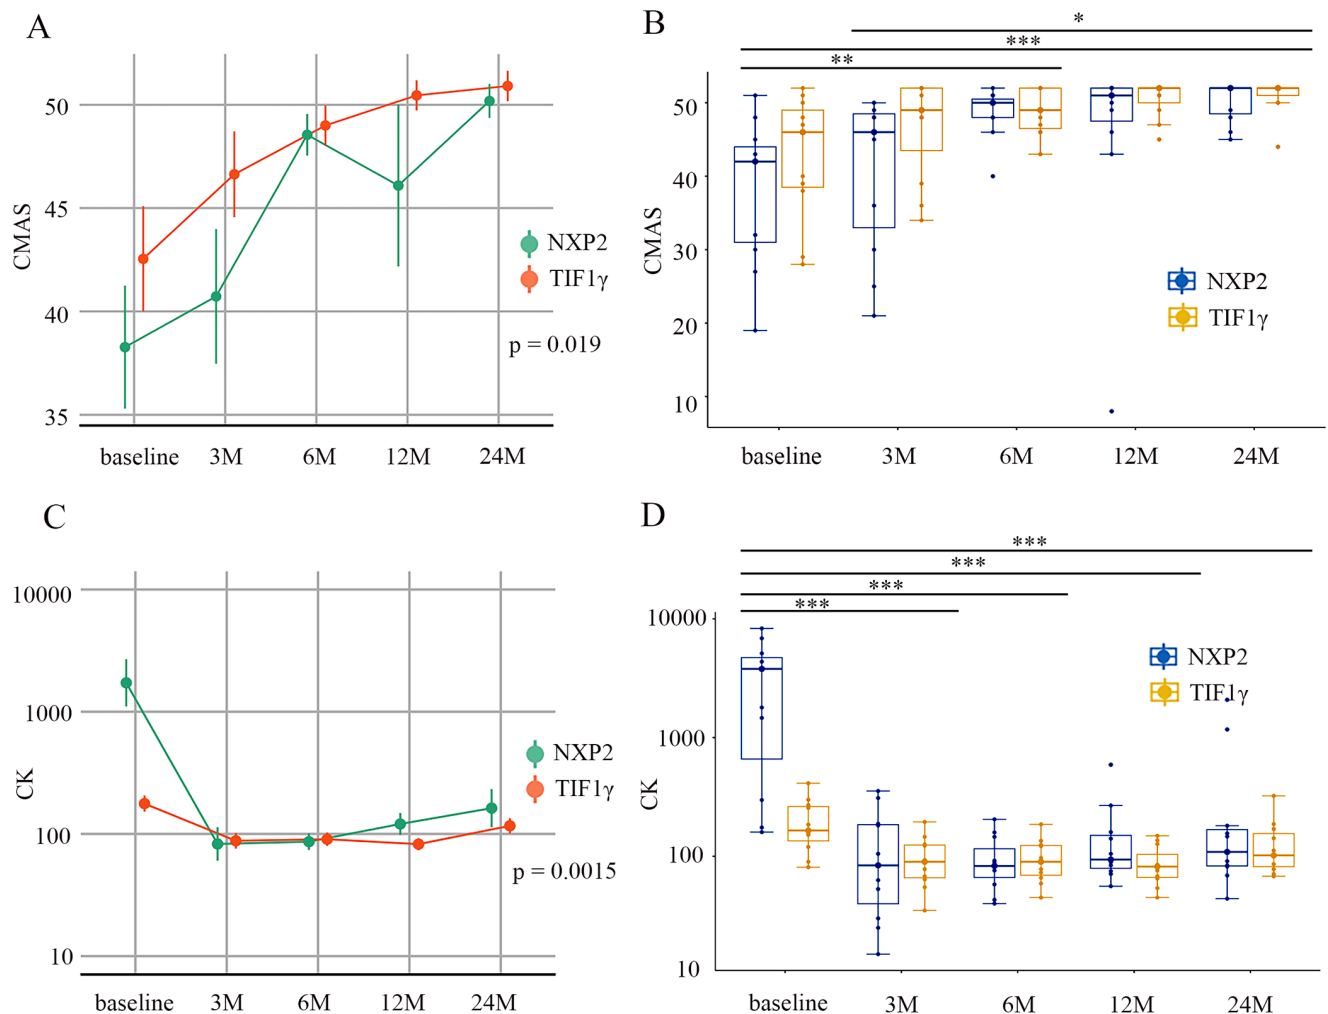 A
50
45
40
35
CMAS
NXP2
TIF1γ
p = 0.019
baseline 3M 6M 12M 24M
B
*
***
**
50
40
30
20
10
CMAS
NXP2
TIF1γ
baseline 3M 6M 12M 24M
C
10000
1000
100
10
CK
NXP2
TIF1γ
p = 0.0015
baseline 3M 6M 12M 24M
D
***
***
***
***
10000
1000
100
10
CK
NXP2
TIF1γ
baseline 3M 6M 12M 24M